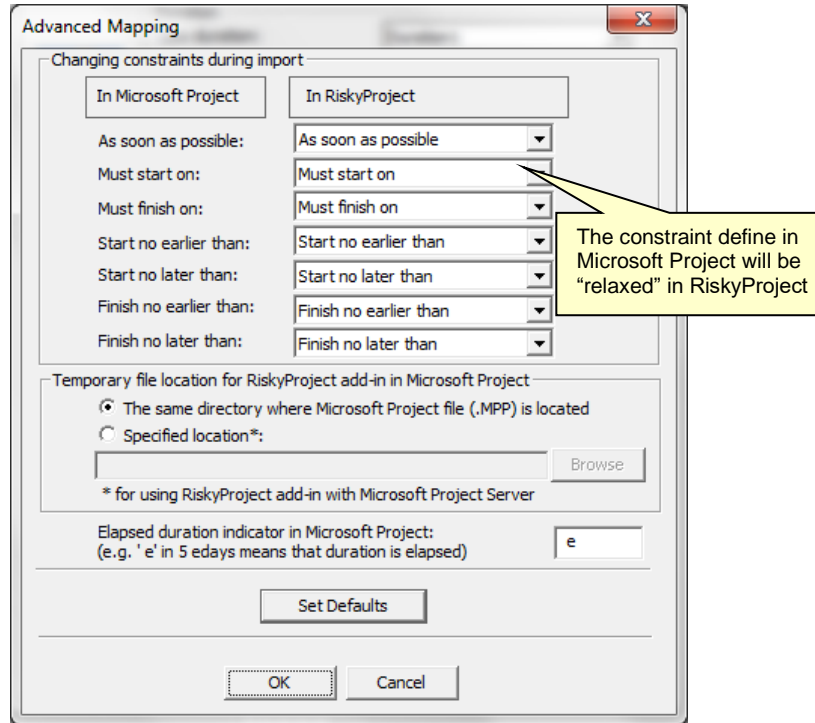 Advanced Mapping
Changing constraints during import
In Microsoft Project
In RiskyProject
As soon as possible:
As soon as possible
Must start on:
Must start on
Must finish on:
Must finish on
Start no earlier than:
Start no earlier than
Start no later than:
Start no later than
Finish no earlier than:
Finish no earlier than
Finish no later than:
Finish no later than
The constraint define in
Microsoft Project will be
“relaxed” in RiskyProject
Temporary file location for RiskyProject add-in in Microsoft Project
The same directory where Microsoft Project file (.MPP) is located
Specified location*:
Browse
* for using RiskyProject add-in with Microsoft Project Server
Elapsed duration indicator in Microsoft Project:
(e.g. ' e' in 5 edays means that duration is elapsed)
e
Set Defaults
OK
Cancel